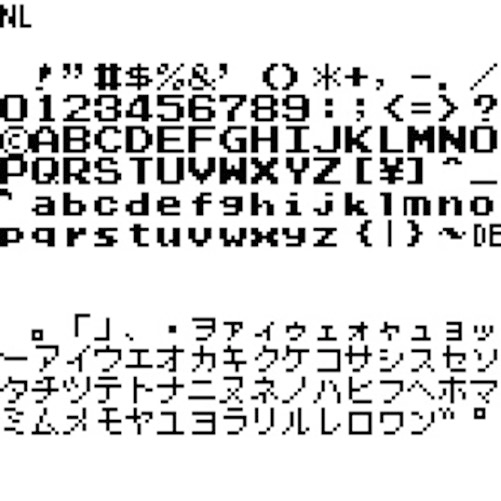 NL
!"#$%&' ()*+,-./
0123456789:;<=>?
©ABCDEFGHIJKLMNO
PQRSTUVWXYZ[¥]^_
`abcdefghijklmno
pqrstuvwxyz{|}~DE
。「」、・ヲァィゥェォャュョッ
ーアイウエオカキクケコサシスセソ
タチツテトナニヌネノハヒフヘホマ
ミムメモヤユヨラリルレロワン゛゜